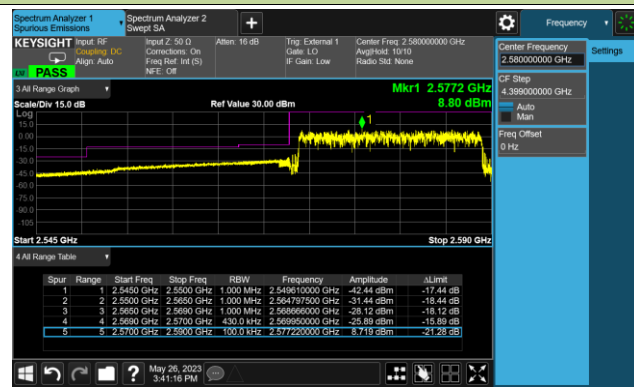 Spectrum Analyzer 1
Spurious Emissions
Spectrum Analyzer 2
Swept SA
Frequency
KEYSIGHT
Input: RF
Coupling: DC
Align: Auto
Input Z: 50 Ω
Corrections: On
Freq Ref: Int (S)
NFE: Off
Atten: 16 dB
Trig: External 1
Gate: LO
IF Gain: Low
Center Freq: 2.580000000 GHz
Avg|Hold: 10/10
Radio Std: None
PASS
Center Frequency
2.580000000 GHz
Settings
CF Step
4.399000000 GHz
Auto
Man
Freq Offset
0 Hz
3 All Range Graph
Mkr1 2.5772 GHz
Scale/Div 15.0 dB
Ref Value 30.00 dBm
8.80 dBm
Log
15.0
0.00
-15.0
-30.0
-45.0
-60.0
-75.0
-90.0
-105
1
Start 2.545 GHz
Stop 2.590 GHz
4 All Range Table
Spur Range Start Freq Stop Freq RBW Frequency Amplitude ΔLimit
1 1 2.5450 GHz 2.5500 GHz 1.000 MHz 2.549610000 GHz -42.44 dBm -17.44 dB
2 2 2.5500 GHz 2.5650 GHz 1.000 MHz 2.564797500 GHz -31.44 dBm -18.44 dB
3 3 2.5650 GHz 2.5690 GHz 1.000 MHz 2.568666000 GHz -28.12 dBm -18.12 dB
4 4 2.5690 GHz 2.5700 GHz 430.0 kHz 2.569950000 GHz -25.89 dBm -15.89 dB
5 5 2.5700 GHz 2.5900 GHz 100.0 kHz 2.577220000 GHz 8.719 dBm -21.28 dB
May 26, 2023
3:41:16 PM